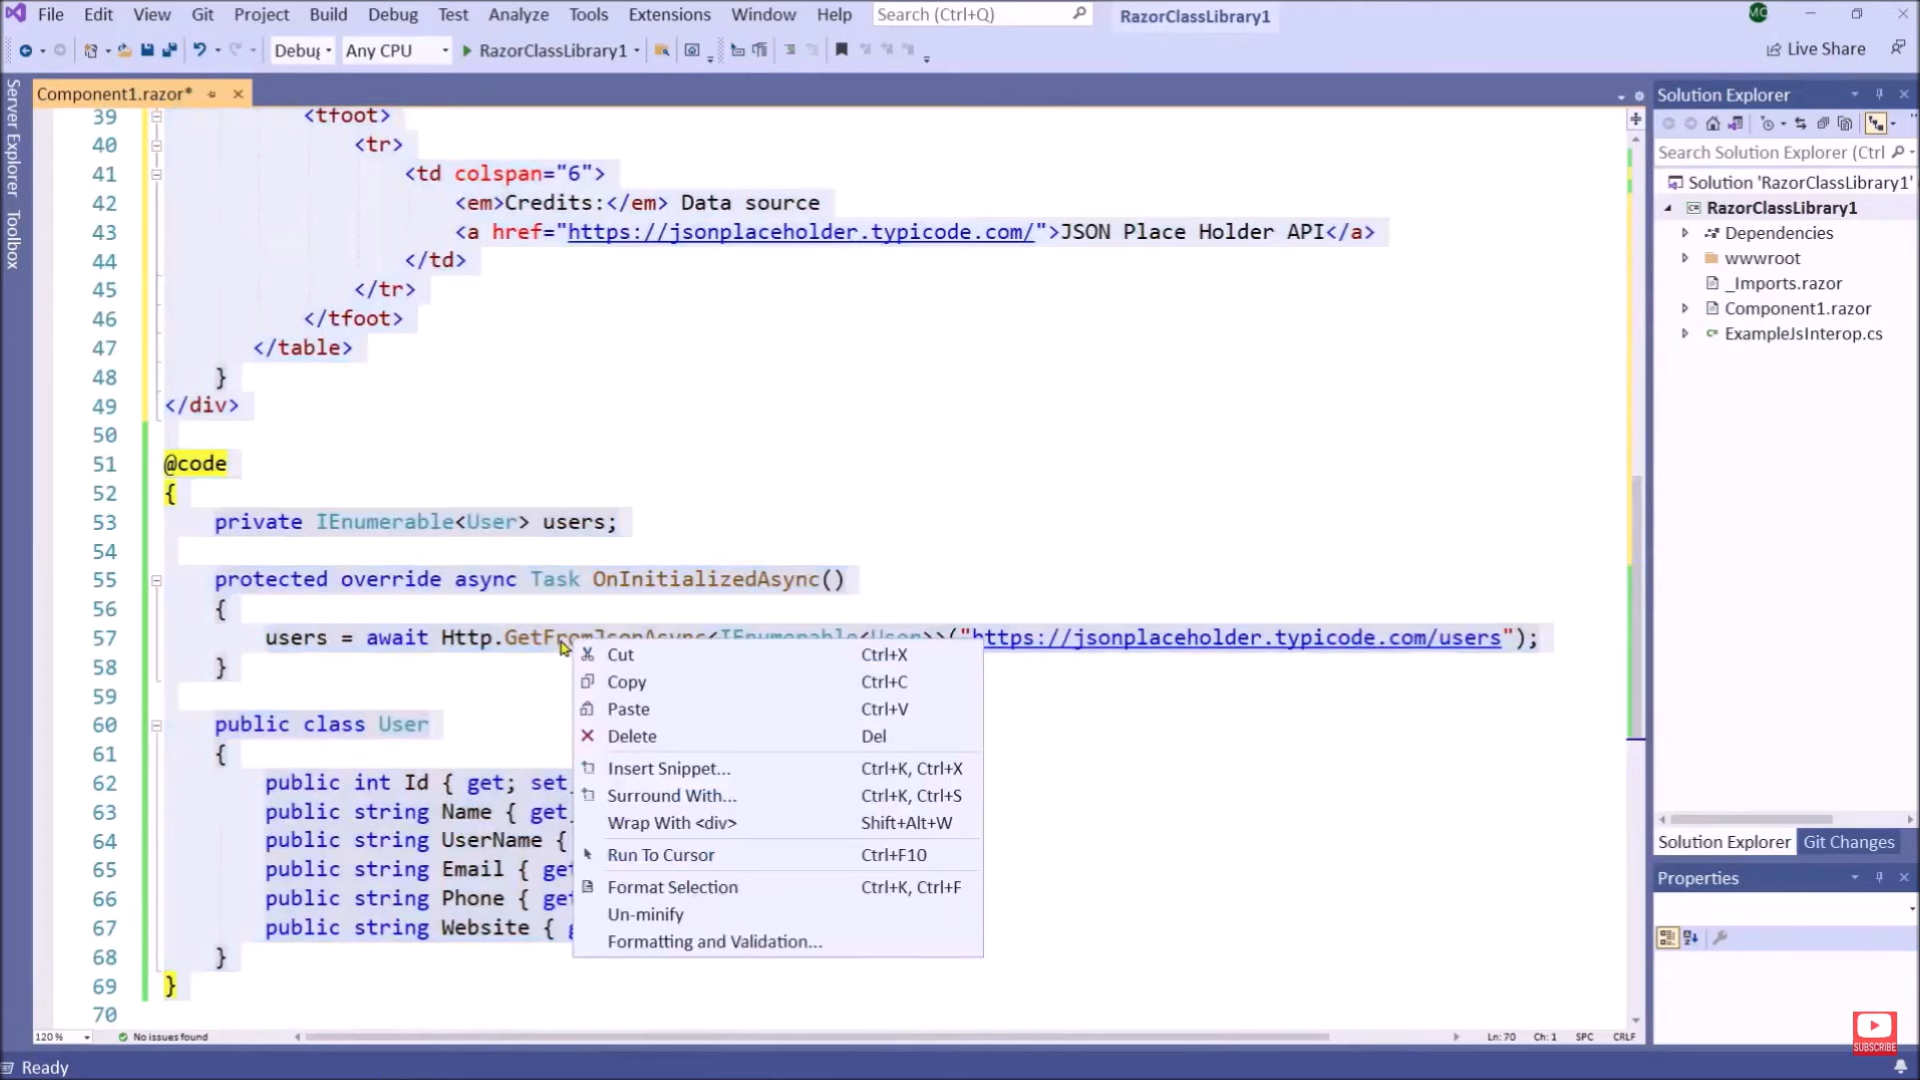 File Edit View Git Project Build Debug Test Analyze Tools Extensions Window Help Search (Ctrl+Q) RazorClassLibrary1 MC
Debug Any CPU RazorClassLibrary1 Live Share
Server Explorer
Toolbox
Component1.razor*
39 <tfoot>
40 <tr>
41 <td colspan="6">
42 <em>Credits:</em> Data source
43 <a href="https://jsonplaceholder.typicode.com/">JSON Place Holder API</a>
44 </td>
45 </tr>
46 </tfoot>
47 </table>
48 }
49 </div>
50
51 @code
52 {
53 private IEnumerable<User> users;
54
55 protected override async Task OnInitializedAsync()
56 {
57 users = await Http.GetFromJsonAsync<IEnumerable<User>>("https://jsonplaceholder.typicode.com/users");
58 }
59
60 public class User
61 {
62 public int Id { get; set
63 public string Name { get
64 public string UserName {
65 public string Email { get
66 public string Phone { get
67 public string Website {
68 }
69 }
70
Cut Ctrl+X
Copy Ctrl+C
Paste Ctrl+V
Delete Del
Insert Snippet... Ctrl+K, Ctrl+X
Surround With... Ctrl+K, Ctrl+S
Wrap With <div> Shift+Alt+W
Run To Cursor Ctrl+F10
Format Selection Ctrl+K, Ctrl+F
Un-minify
Formatting and Validation...
120 % No issues found Ln: 70 Ch: 1 SPC CRLF
Ready
Solution Explorer
Search Solution Explorer (Ctrl
Solution 'RazorClassLibrary1'
RazorClassLibrary1
Dependencies
wwwroot
_Imports.razor
Component1.razor
ExampleJsInterop.cs
Solution Explorer Git Changes
Properties
SUBSCRIBE